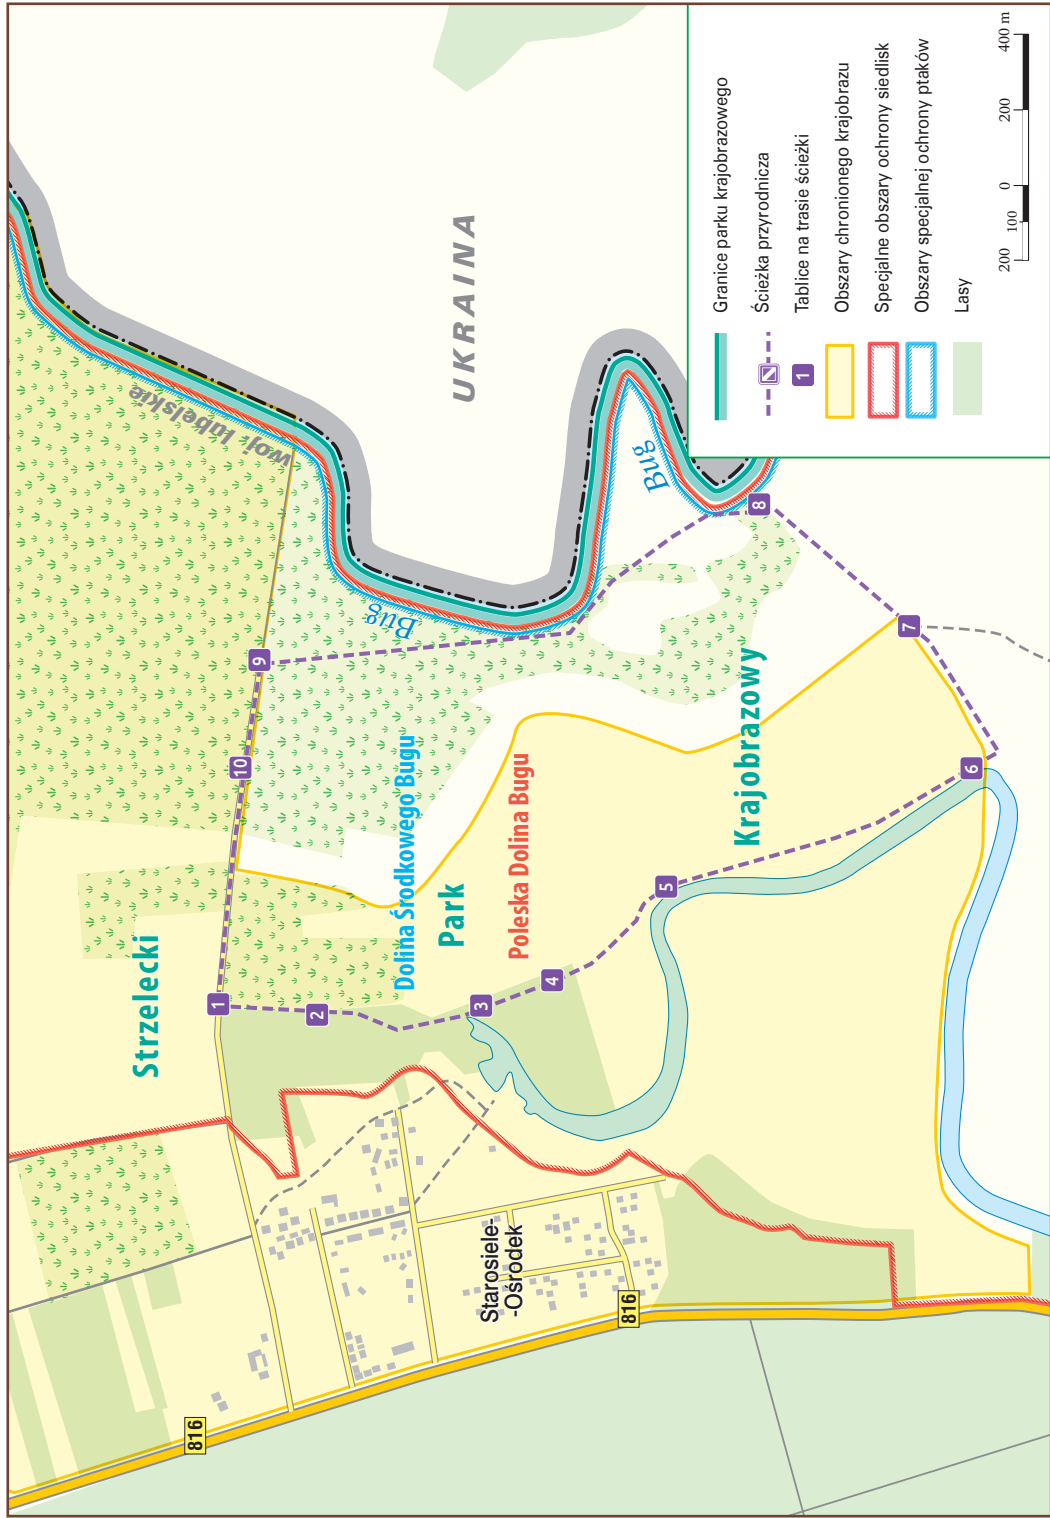 Strzelecki
Park
Krajobrazowy
Dolina Środkowego Bugu
Poleska Dolina Bugu
woj. lubelskie
UKRAINA
Bug
Bug
Starosiele-
-Ośrodek
816
816
1
2
3
4
5
6
7
8
9
10
Granice parku krajobrazowego
Ścieżka przyrodnicza
1 Tablice na trasie ścieżki
Obszary chronionego krajobrazu
Specjalne obszary ochrony siedlisk
Obszary specjalnej ochrony ptaków
Lasy
200 100 0 200 400 m